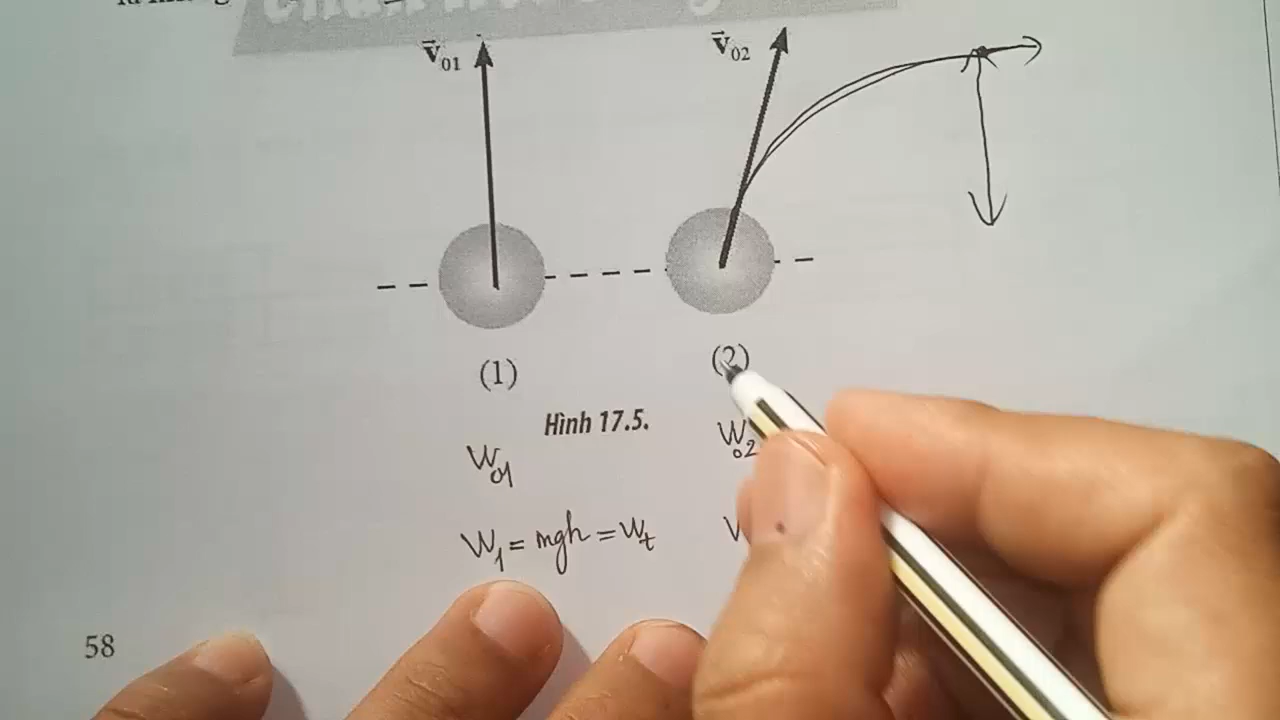 v⃗₀₁ v⃗₀₂
(1) (2)
Hình 17.5.
W₀₁ W₀₂
W₁ = mgh = Wₜ
58